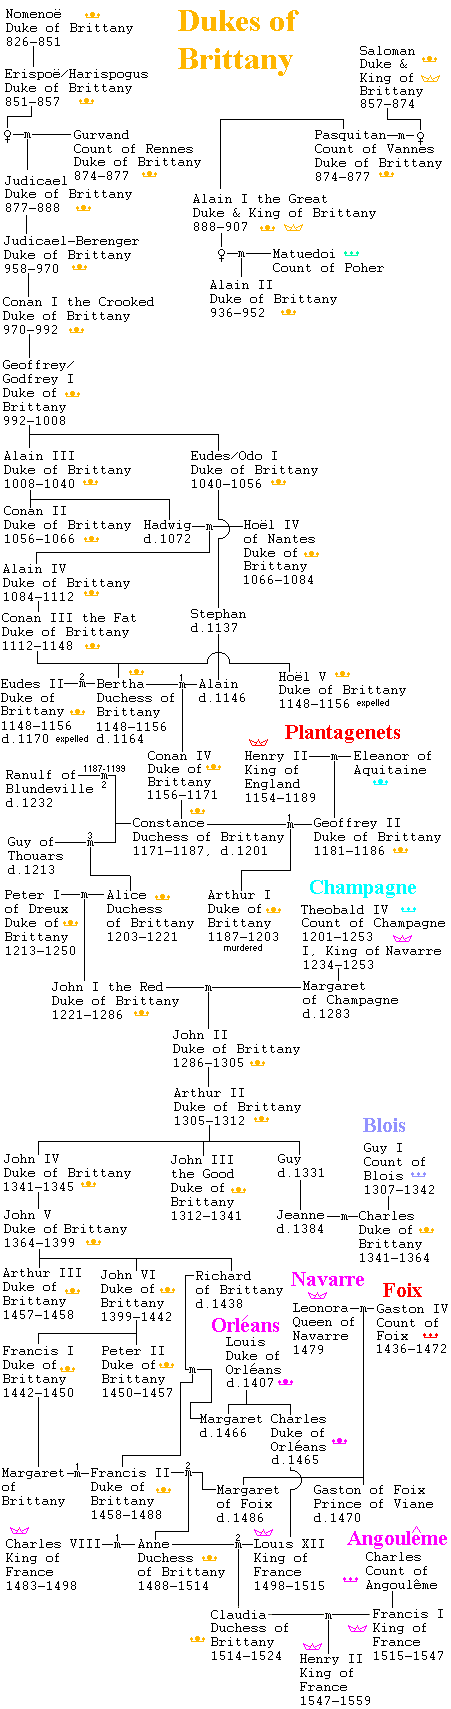 Dukes of
Brittany
Nomenoë
Duke of Brittany
826–851
Erispoë/Harispogus
Duke of Brittany
851–857
Saloman
Duke &
King of
Brittany
857–874
♀ m
Gurvand
Count of Rennes
Duke of Brittany
874–877
Pasquitan m ♀
Count of Vannes
Duke of Brittany
874–877
Judicael
Duke of Brittany
877–888
Alain I the Great
Duke & King of Brittany
888–907
Judicael–Berenger
Duke of Brittany
958–970
♀ m Matuedoi
Count of Poher
Alain II
Duke of Brittany
936–952
Conan I the Crooked
Duke of Brittany
970–992
Geoffrey/
Godfrey I
Duke of
Brittany
992–1008
Alain III
Duke of Brittany
1008–1040
Eudes/Odo I
Duke of Brittany
1040–1056
Conan II
Duke of Brittany
1056–1066
Hadwig m
d.1072
Hoël IV
of Nantes
Duke of
Brittany
1066–1084
Alain IV
Duke of Brittany
1084–1112
Conan III the Fat
Duke of Brittany
1112–1148
Stephan
d.1137
Eudes II
Duke of
Brittany
1148–1156
d.1170 expelled
2
m
Bertha
Duchess of
Brittany
1148–1156
d.1164
1
m
Alain
d.1146
Hoël V
Duke of Brittany
1148–1156 expelled
Plantagenets
Conan IV
Duke of
Brittany
1156–1171
Henry II m
King of
England
1154–1189
Eleanor of
Aquitaine
Ranulf of
Blundeville
d.1232
1187-1199
m
2
Constance
Duchess of Brittany
1171–1187, d.1201
1
m
Geoffrey II
Duke of Brittany
1181–1186
Guy of
Thouars
d.1213
3
m
Peter I
of Dreux
Duke of
Brittany
1213–1250
m
Alice
Duchess
of Brittany
1203–1221
Arthur I
Duke of
Brittany
1187–1203
murdered
Champagne
Theobald IV
Count of Champagne
1201–1253
I, King of Navarre
1234–1253
John I the Red
Duke of Brittany
1221–1286
m
Margaret
of Champagne
d.1283
John II
Duke of Brittany
1286–1305
Arthur II
Duke of Brittany
1305–1312
Blois
Guy I
Count of
Blois
1307–1342
John IV
Duke of Brittany
1341–1345
John III
the Good
Duke of
Brittany
1312–1341
Guy
d.1331
John V
Duke of Brittany
1364–1399
Jeanne m
d.1384
Charles
Duke of
Brittany
1341–1364
Arthur III
Duke of
Brittany
1457–1458
John VI
Duke of
Brittany
1399–1442
Richard
of Brittany
d.1438
Navarre
Leonora m
Queen of
Navarre
1479
Foix
Gaston IV
Count of
Foix
1436–1472
Orléans
Louis
Duke of
Orléans
d.1407
Francis I
Duke of
Brittany
1442–1450
Peter II
Duke of
Brittany
1450–1457
m
Margaret
d.1466
Charles
Duke of
Orléans
d.1465
Margaret
of
Brittany
1
m
Francis II
Duke of
Brittany
1458–1488
2
m
Margaret
of Foix
d.1486
Gaston of Foix
Prince of Viane
d.1470
Angoulême
Charles
Count of
Angoulême
Charles VIII
King of
France
1483–1498
1
m
Anne
Duchess
of Brittany
1488–1514
2
m
Louis XII
King of
France
1498–1515
Claudia
Duchess of
Brittany
1514–1524
m
Francis I
King of
France
1515–1547
Henry II
King of
France
1547–1559